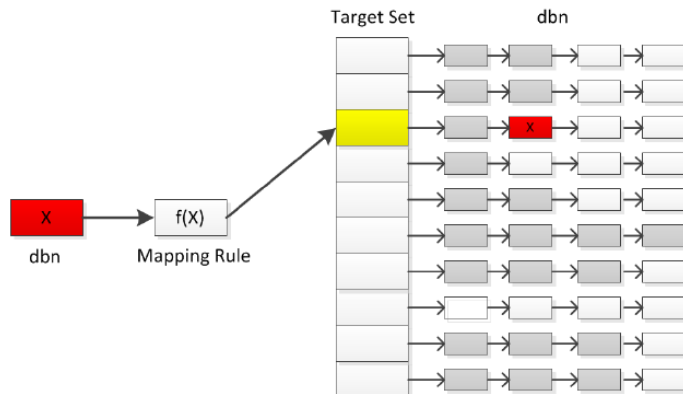 Target Set
dbn
X
X
f(X)
dbn
Mapping Rule